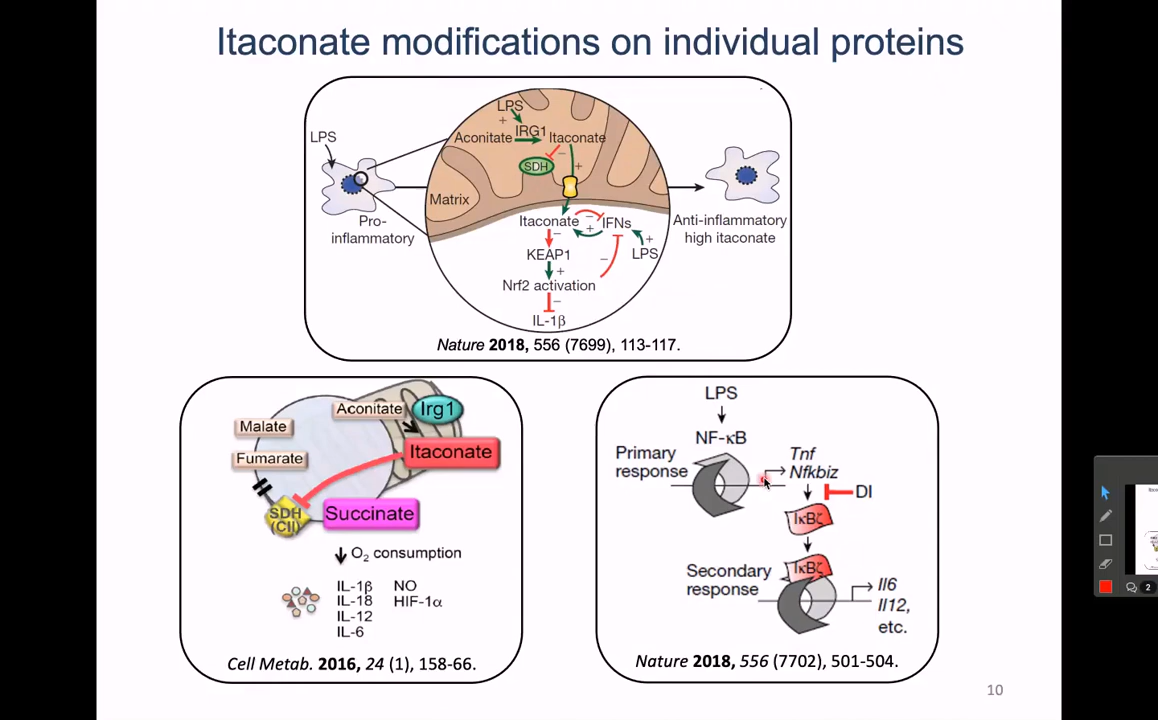 Itaconate modifications on individual proteins
LPS
+
LPS
Aconitate
IRG1
Itaconate
−
SDH
+
Matrix
Pro-
inflammatory
Itaconate
−
+
IFNs
−
+
KEAP1
LPS
+
−
Nrf2 activation
−
IL-1β
Anti-inflammatory
high itaconate
Nature 2018, 556 (7699), 113-117.
Aconitate
Irg1
Malate
Itaconate
Fumarate
SDH
(CII)
Succinate
O₂ consumption
IL-1β NO
IL-18 HIF-1α
IL-12
IL-6
Cell Metab. 2016, 24 (1), 158-66.
LPS
NF-κB
Primary
response
Tnf
Nfkbiz
DI
IκBζ
IκBζ
Secondary
response
Il6
Il12,
etc.
Nature 2018, 556 (7702), 501-504.
10
2